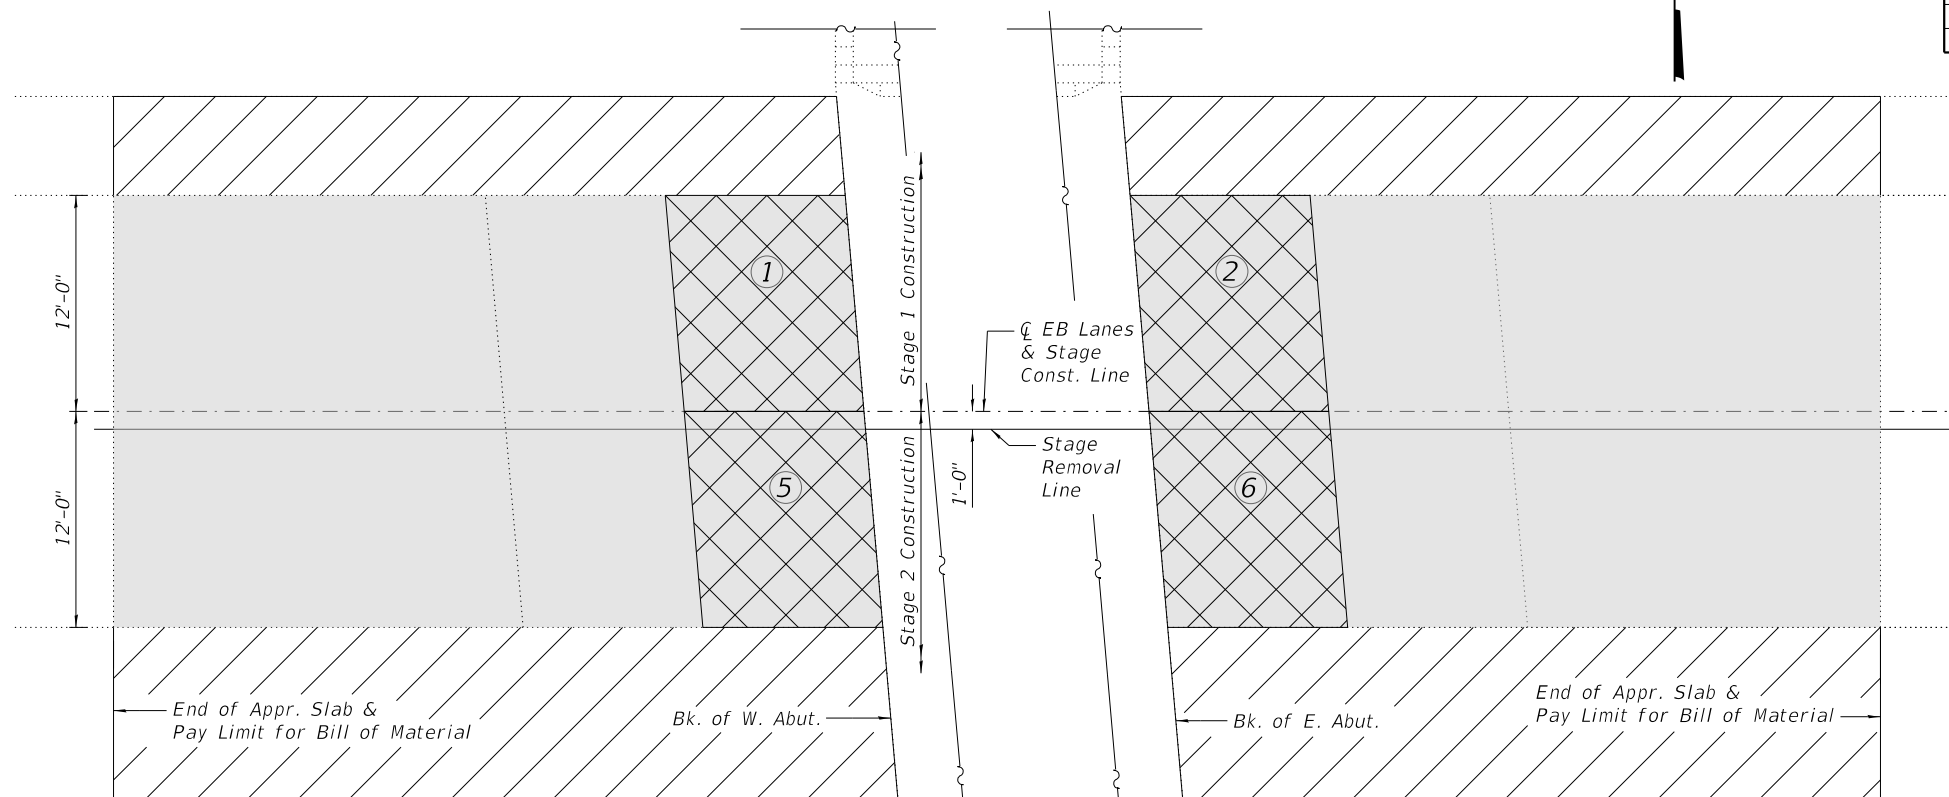 12'-0"
12'-0"
1
2
5
6
Stage 1 Construction
Stage 2 Construction
℄ EB Lanes
& Stage
Const. Line
1'-0"
Stage
Removal
Line
End of Appr. Slab &
Pay Limit for Bill of Material
Bk. of W. Abut.
Bk. of E. Abut.
End of Appr. Slab &
Pay Limit for Bill of Material